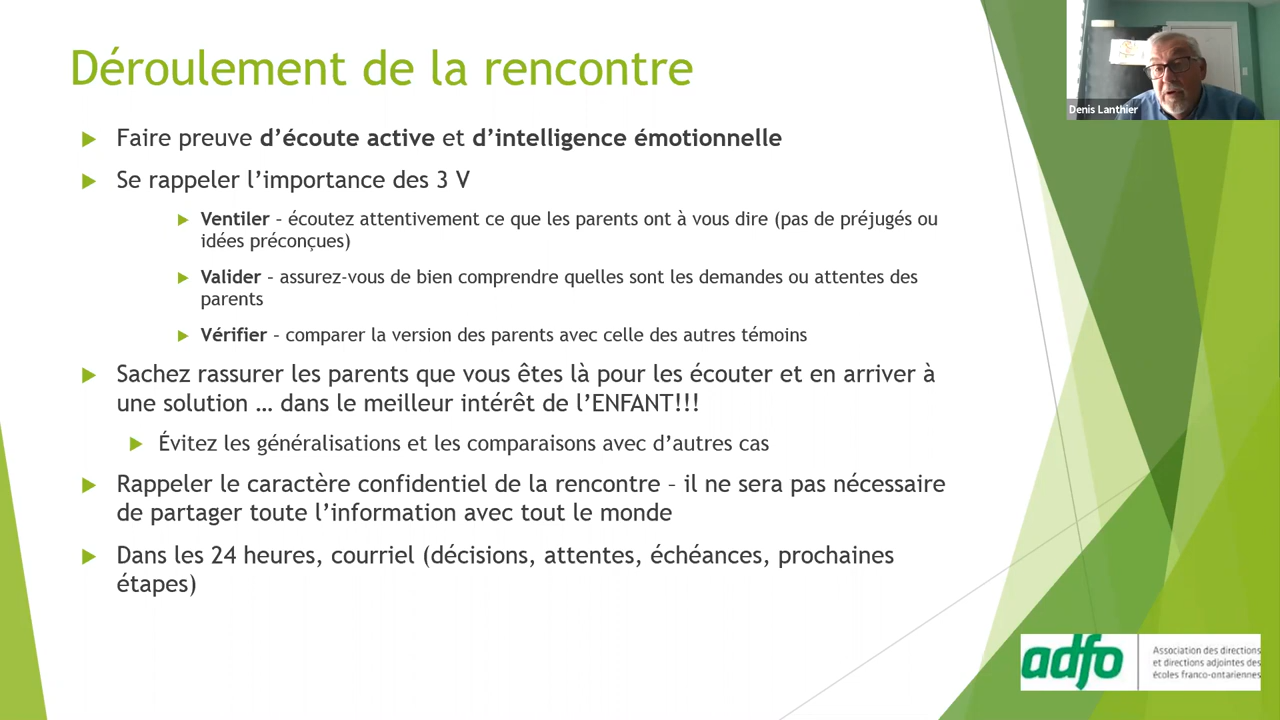 Déroulement de la rencontre
Denis Lanthier
Faire preuve d'écoute active et d'intelligence émotionnelle
Se rappeler l'importance des 3 V
Ventiler – écoutez attentivement ce que les parents ont à vous dire (pas de préjugés ou
idées préconçues)
Valider – assurez-vous de bien comprendre quelles sont les demandes ou attentes des
parents
Vérifier – comparer la version des parents avec celle des autres témoins
Sachez rassurer les parents que vous êtes là pour les écouter et en arriver à
une solution … dans le meilleur intérêt de l'ENFANT!!!
Évitez les généralisations et les comparaisons avec d'autres cas
Rappeler le caractère confidentiel de la rencontre – il ne sera pas nécessaire
de partager toute l'information avec tout le monde
Dans les 24 heures, courriel (décisions, attentes, échéances, prochaines
étapes)
adfo
Association des directions
et directions adjointes des
écoles franco-ontariennes